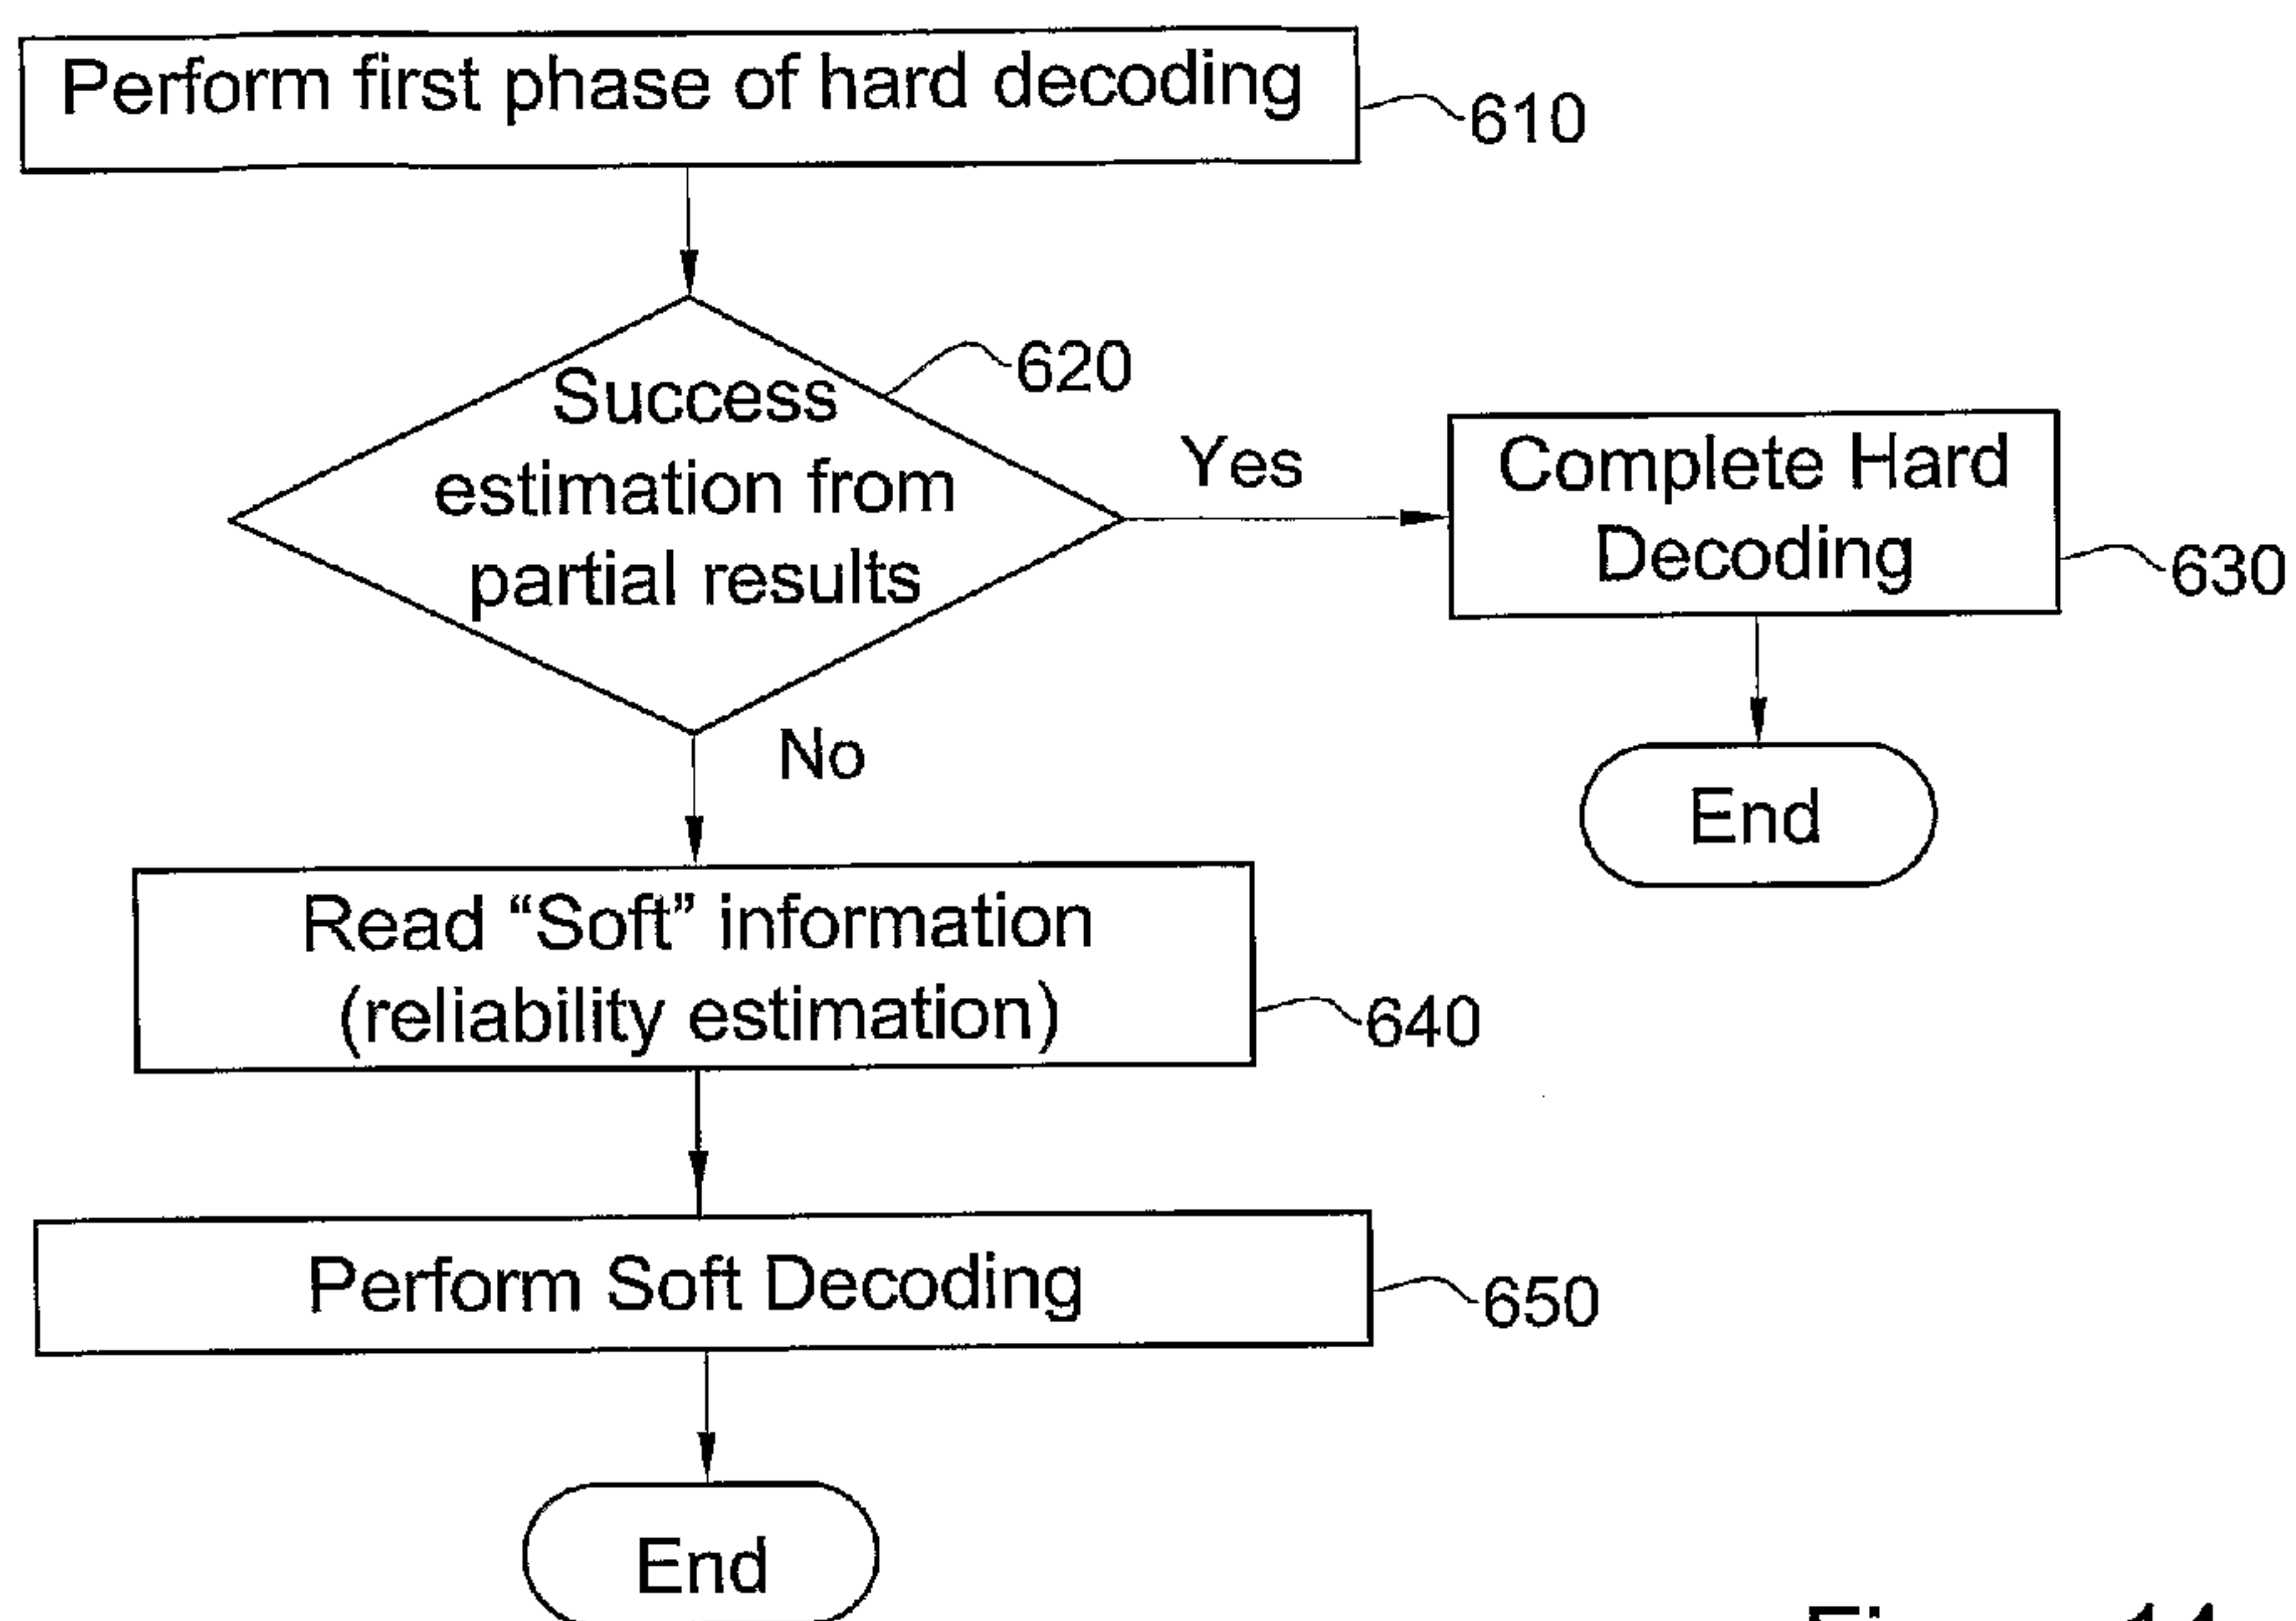 Perform first phase of hard decoding
610
Success
estimation from
partial results
620
Yes
Complete Hard
Decoding
630
End
No
Read “Soft” information
(reliability estimation)
640
Perform Soft Decoding
650
End